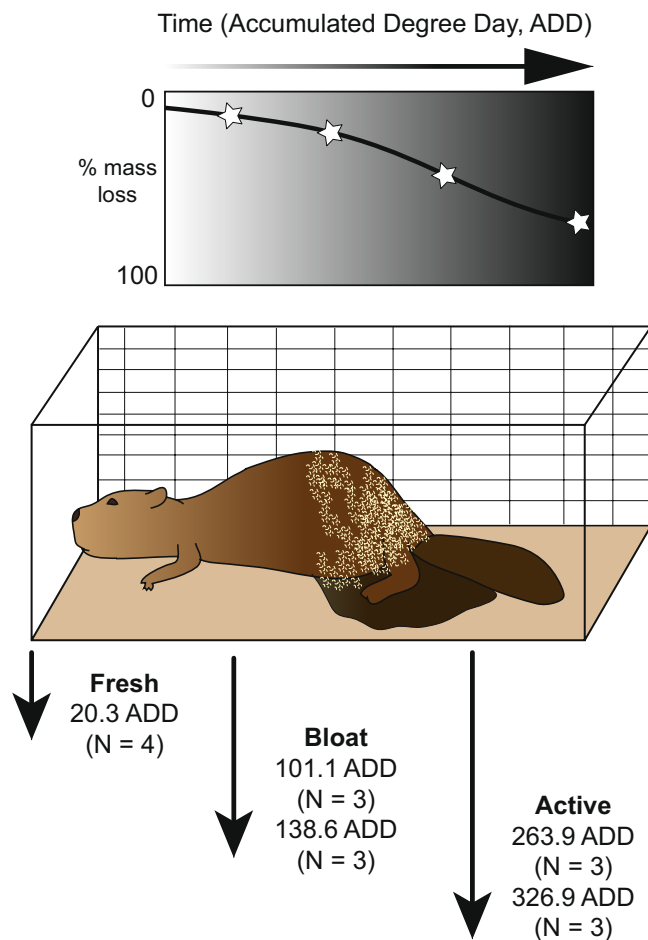 Time (Accumulated Degree Day, ADD)
0
% mass
loss
100
Fresh
20.3 ADD
(N = 4)
Bloat
101.1 ADD
(N = 3)
138.6 ADD
(N = 3)
Active
263.9 ADD
(N = 3)
326.9 ADD
(N = 3)